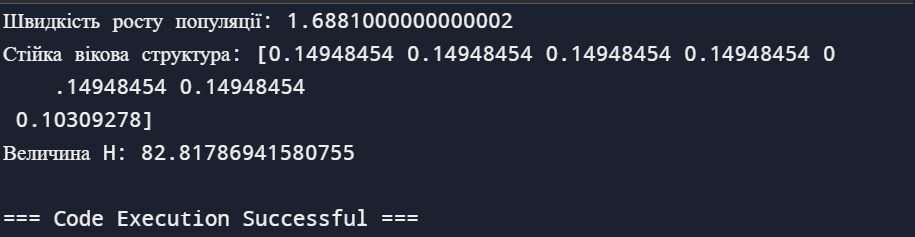 Швидкість росту популяції: 1.6881000000000002
Стійка вікова структура: [0.14948454 0.14948454 0.14948454 0.14948454 0
.14948454 0.14948454
0.10309278]
Величина H: 82.81786941580755
=== Code Execution Successful ===